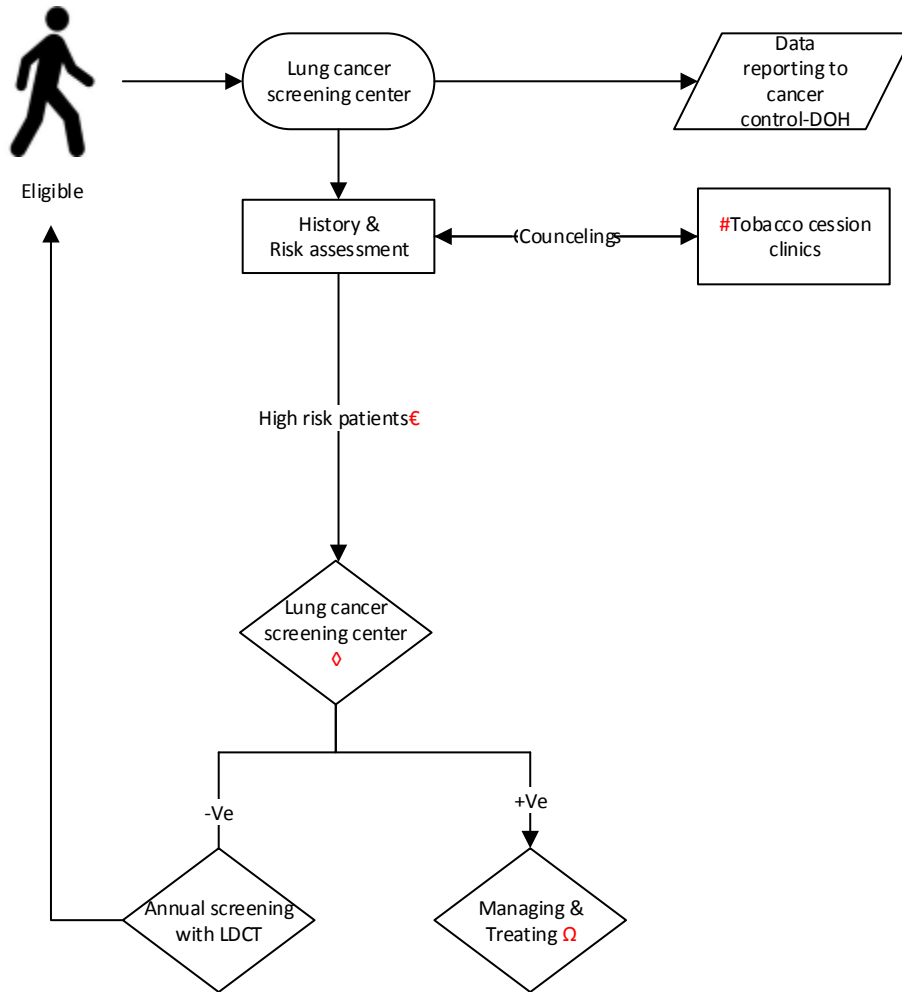 Lung cancer
screening center
Data
reporting to
cancer
control-DOH
Eligible
History &
Risk assessment
Councelings
#Tobacco cession
clinics
High risk patients€
Lung cancer
screening center
◊
-Ve
+Ve
Annual screening
with LDCT
Managing &
Treating Ω